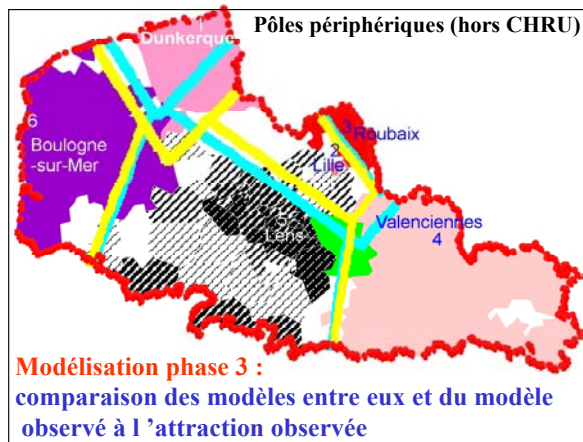 Pôles périphériques (hors CHRU)
1
Dunkerque
6
Boulogne
-sur-Mer
3
Roubaix
2
Lille
5
Lens
Valenciennes
4
Modélisation phase 3 :
comparaison des modèles entre eux et du modèle
observé à l ’attraction observée